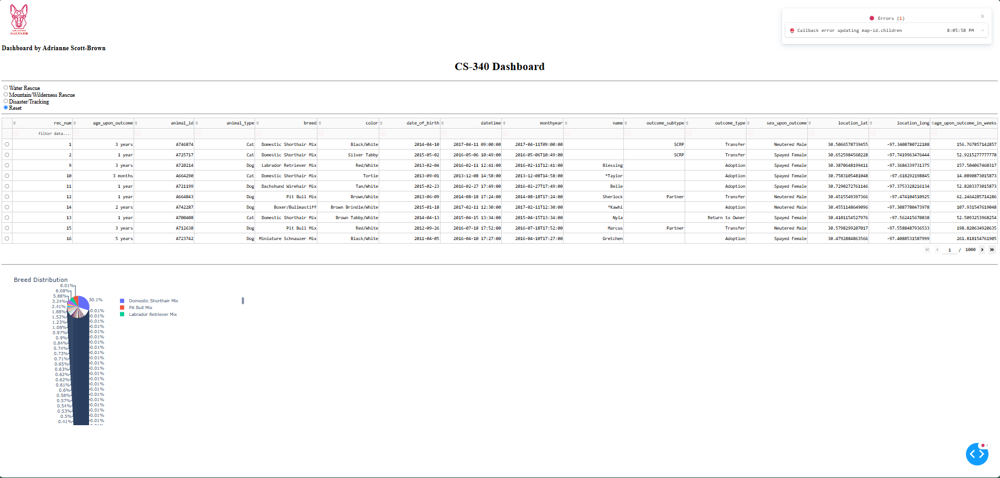 GRAZIOSO
SALVARE
Errors (1)
Callback error updating map-id.children 8:05:58 PM
Dashboard by Adrianne Scott-Brown
CS-340 Dashboard
Water Rescue
Mountain/Wilderness Rescue
Disaster/Tracking
Reset
rec_num age_upon_outcome animal_id animal_type breed color date_of_birth datetime monthyear name outcome_subtype outcome_type sex_upon_outcome location_lat location_long age_upon_outcome_in_weeks
filter data...
1 3 years A746874 Cat Domestic Shorthair Mix Black/White 2014-04-10 2017-04-11 09:00:00 2017-04-11T09:00:00 SCRP Transfer Neutered Male 30.5066578739455 -97.3408780722188 156.767857142857
2 1 year A725717 Cat Domestic Shorthair Mix Silver Tabby 2015-05-02 2016-05-06 10:49:00 2016-05-06T10:49:00 SCRP Transfer Spayed Female 30.6525984560228 -97.7419963476444 52.9215277777778
9 3 years A720214 Dog Labrador Retriever Mix Red/White 2013-02-04 2016-02-11 12:41:00 2016-02-11T12:41:00 Blessing Adoption Spayed Female 30.3870648199411 -97.3684339731375 157.504067460317
10 3 months A664290 Cat Domestic Shorthair Mix Tortie 2013-09-01 2013-12-08 14:58:00 2013-12-08T14:58:00 *Taylor Adoption Spayed Female 30.7583105481048 -97.618292198845 14.0890873015873
11 1 year A721199 Dog Dachshund Wirehair Mix Tan/White 2015-02-23 2016-02-27 17:49:00 2016-02-27T17:49:00 Belle Adoption Spayed Female 30.7290272761146 -97.3753328216134 52.8203373015873
12 1 year A664843 Dog Pit Bull Mix Brown/White 2013-06-09 2014-08-18 17:24:00 2014-08-18T17:24:00 Sherlock Partner Transfer Neutered Male 30.4515549397366 -97.474104510925 62.2464285714286
14 2 years A742287 Dog Boxer/Bullmastiff Brown Brindle/White 2015-01-18 2017-02-11 12:30:00 2017-02-11T12:30:00 *Kawhi Adoption Neutered Male 30.4551148649096 -97.3087780473978 107.931547619048
13 1 year A700408 Cat Domestic Shorthair Mix Brown Tabby/White 2014-04-13 2015-04-15 13:34:00 2015-04-15T13:34:00 Nyla Return to Owner Spayed Female 30.4101154527976 -97.562415670838 52.5093253968254
15 3 years A712638 Dog Pit Bull Mix Red/White 2012-09-26 2016-07-18 17:52:00 2016-07-18T17:52:00 Marcus Partner Transfer Neutered Male 30.5798299207017 -97.5588487936533 198.820634920635
16 5 years A723742 Dog Miniature Schnauzer Mix Black/White 2011-04-05 2016-04-10 17:27:00 2016-04-10T17:27:00 Gretchen Adoption Spayed Female 30.4792884863566 -97.4088531587999 261.818154761905
1 / 1000
Breed Distribution
8.01%
6.08%
5.88% 30.1%
3.24% Domestic Shorthair Mix
2.41% Pit Bull Mix
1.88% 0.01%
1.52% 0.01% Labrador Retriever Mix
1.23% 0.01%
1.08% 0.01%
0.97% 0.01%
0.9% 0.01%
0.84% 0.01%
0.74% 0.01%
0.73% 0.01%
0.71% 0.01%
0.65% 0.01%
0.63% 0.01%
0.62% 0.01%
0.62% 0.01%
0.61% 0.01%
0.6% 0.01%
0.58% 0.01%
0.57% 0.01%
0.54% 0.01%
0.53% 0.01%
0.5% 0.01%
0.41% 0.01%
1